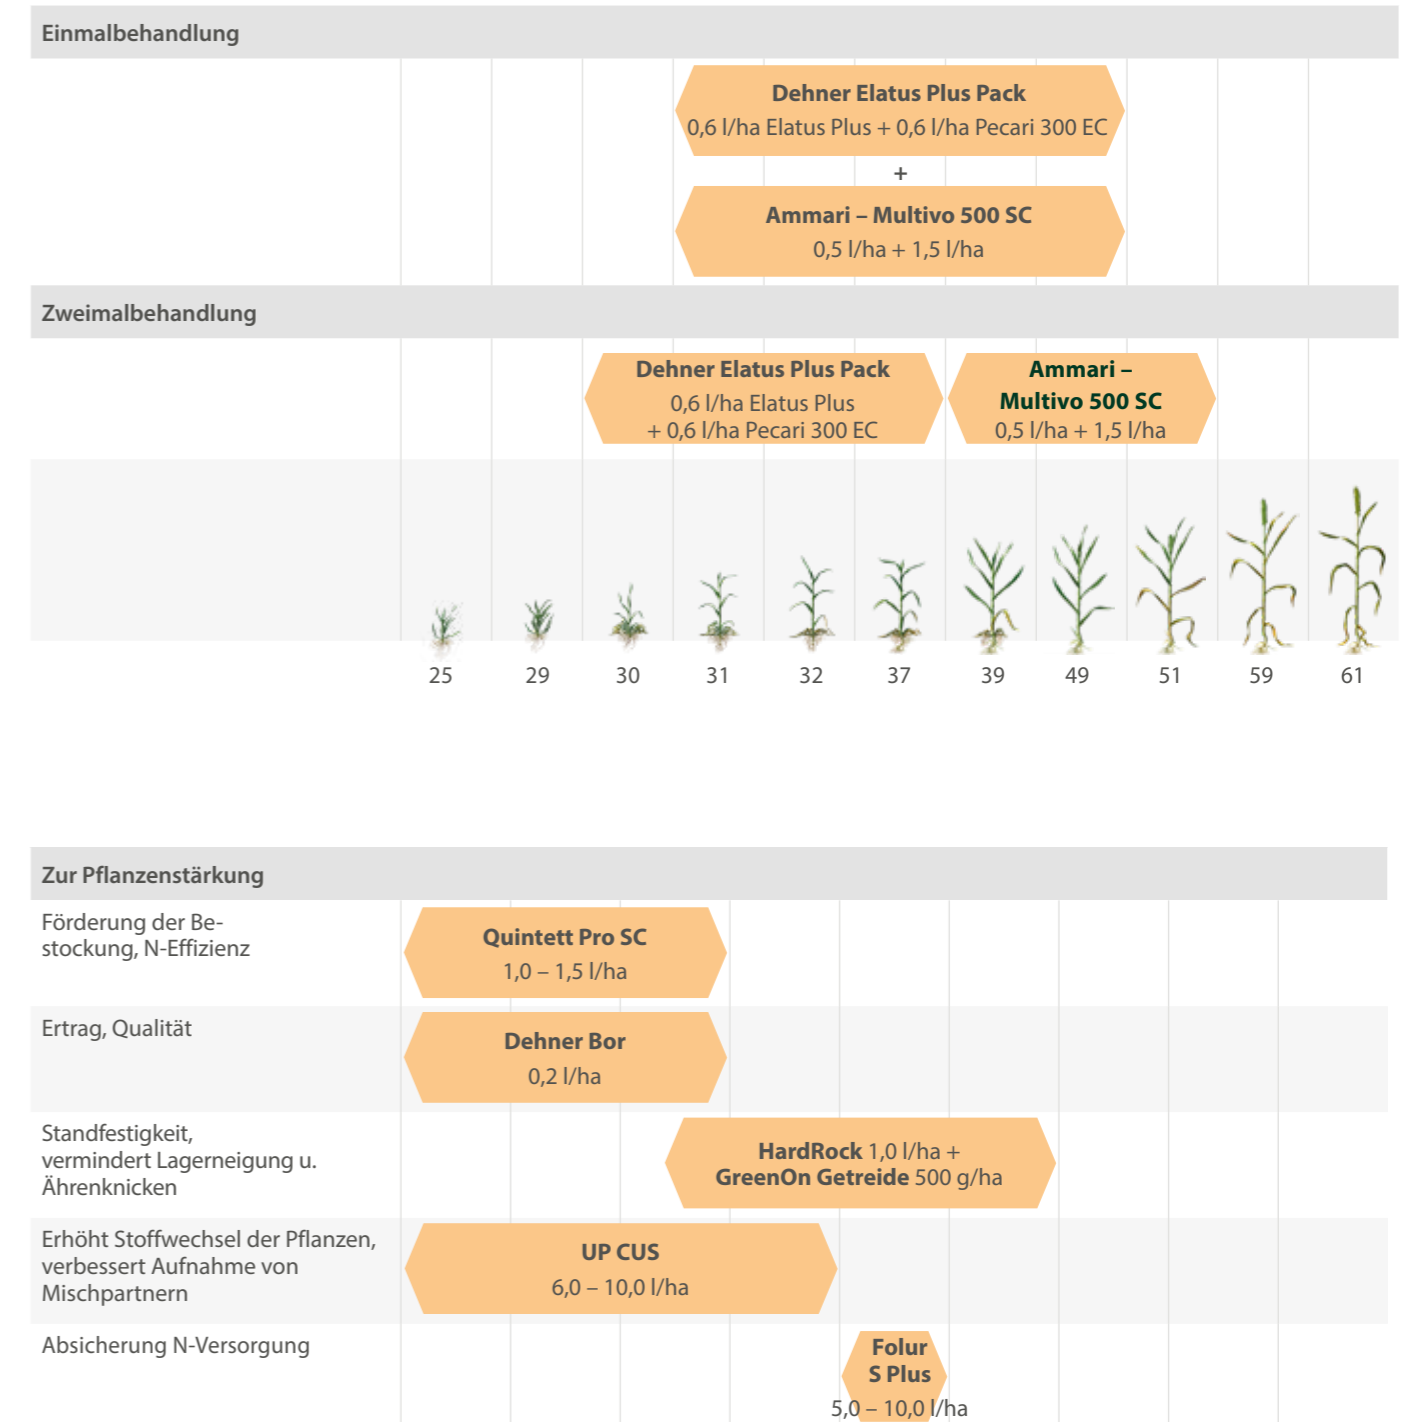 Einmalbehandlung
Dehner Elatus Plus Pack
0,6 l/ha Elatus Plus + 0,6 l/ha Pecari 300 EC
+
Ammari – Multivo 500 SC
0,5 l/ha + 1,5 l/ha
Zweimalbehandlung
Dehner Elatus Plus Pack
0,6 l/ha Elatus Plus
+ 0,6 l/ha Pecari 300 EC
Ammari –
Multivo 500 SC
0,5 l/ha + 1,5 l/ha
25 29 30 31 32 37 39 49 51 59 61
Zur Pflanzenstärkung
Förderung der Be-
stockung, N-Effizienz
Quintett Pro SC
1,0 – 1,5 l/ha
Ertrag, Qualität
Dehner Bor
0,2 l/ha
Standfestigkeit,
vermindert Lagerneigung u.
Ährenknicken
HardRock 1,0 l/ha +
GreenOn Getreide 500 g/ha
Erhöht Stoffwechsel der Pflanzen,
verbessert Aufnahme von
Mischpartnern
UP CUS
6,0 – 10,0 l/ha
Absicherung N-Versorgung
Folur
S Plus
5,0 – 10,0 l/ha